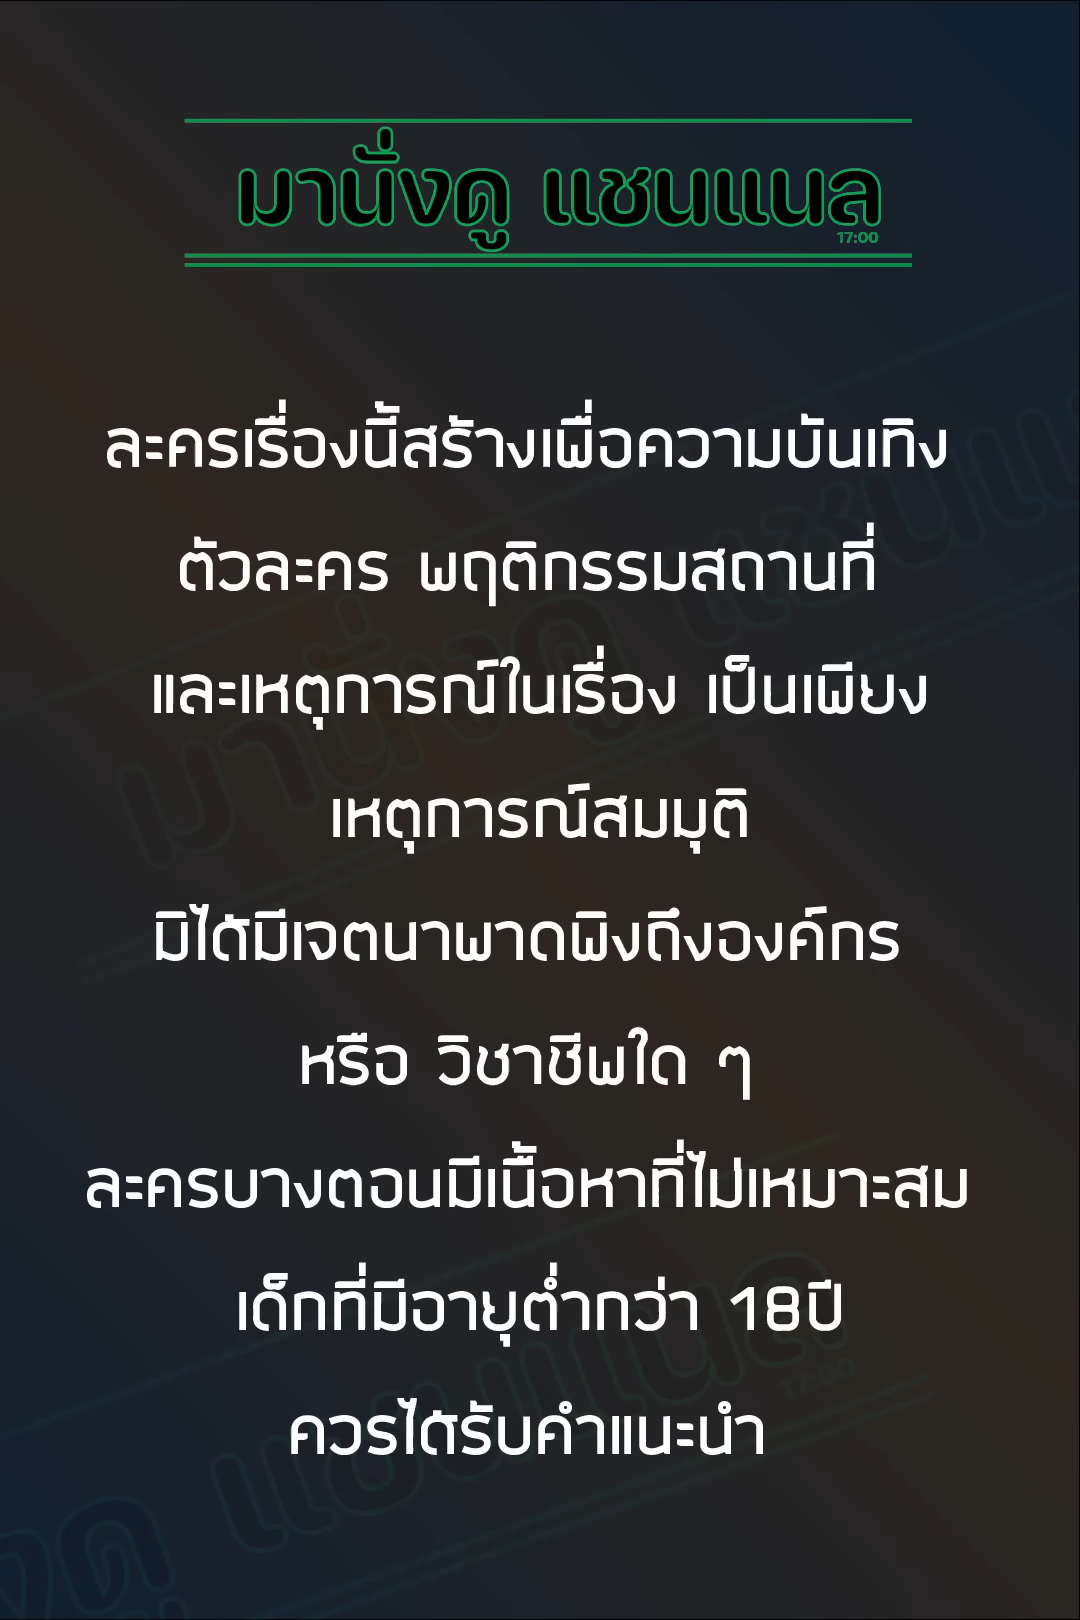 มานั่งดู แชนแนล
17:00
ละครเรื่องนี้สร้างเพื่อความบันเทิง
ตัวละคร พฤติกรรมสถานที่
และเหตุการณ์ในเรื่อง เป็นเพียง
เหตุการณ์สมมุติ
มิได้มีเจตนาพาดพิงถึงองค์กร
หรือ วิชาชีพใด ๆ
ละครบางตอนมีเนื้อหาที่ไม่เหมาะสม
เด็กที่มีอายุต่ำกว่า 18ปี
ควรได้รับคำแนะนำ